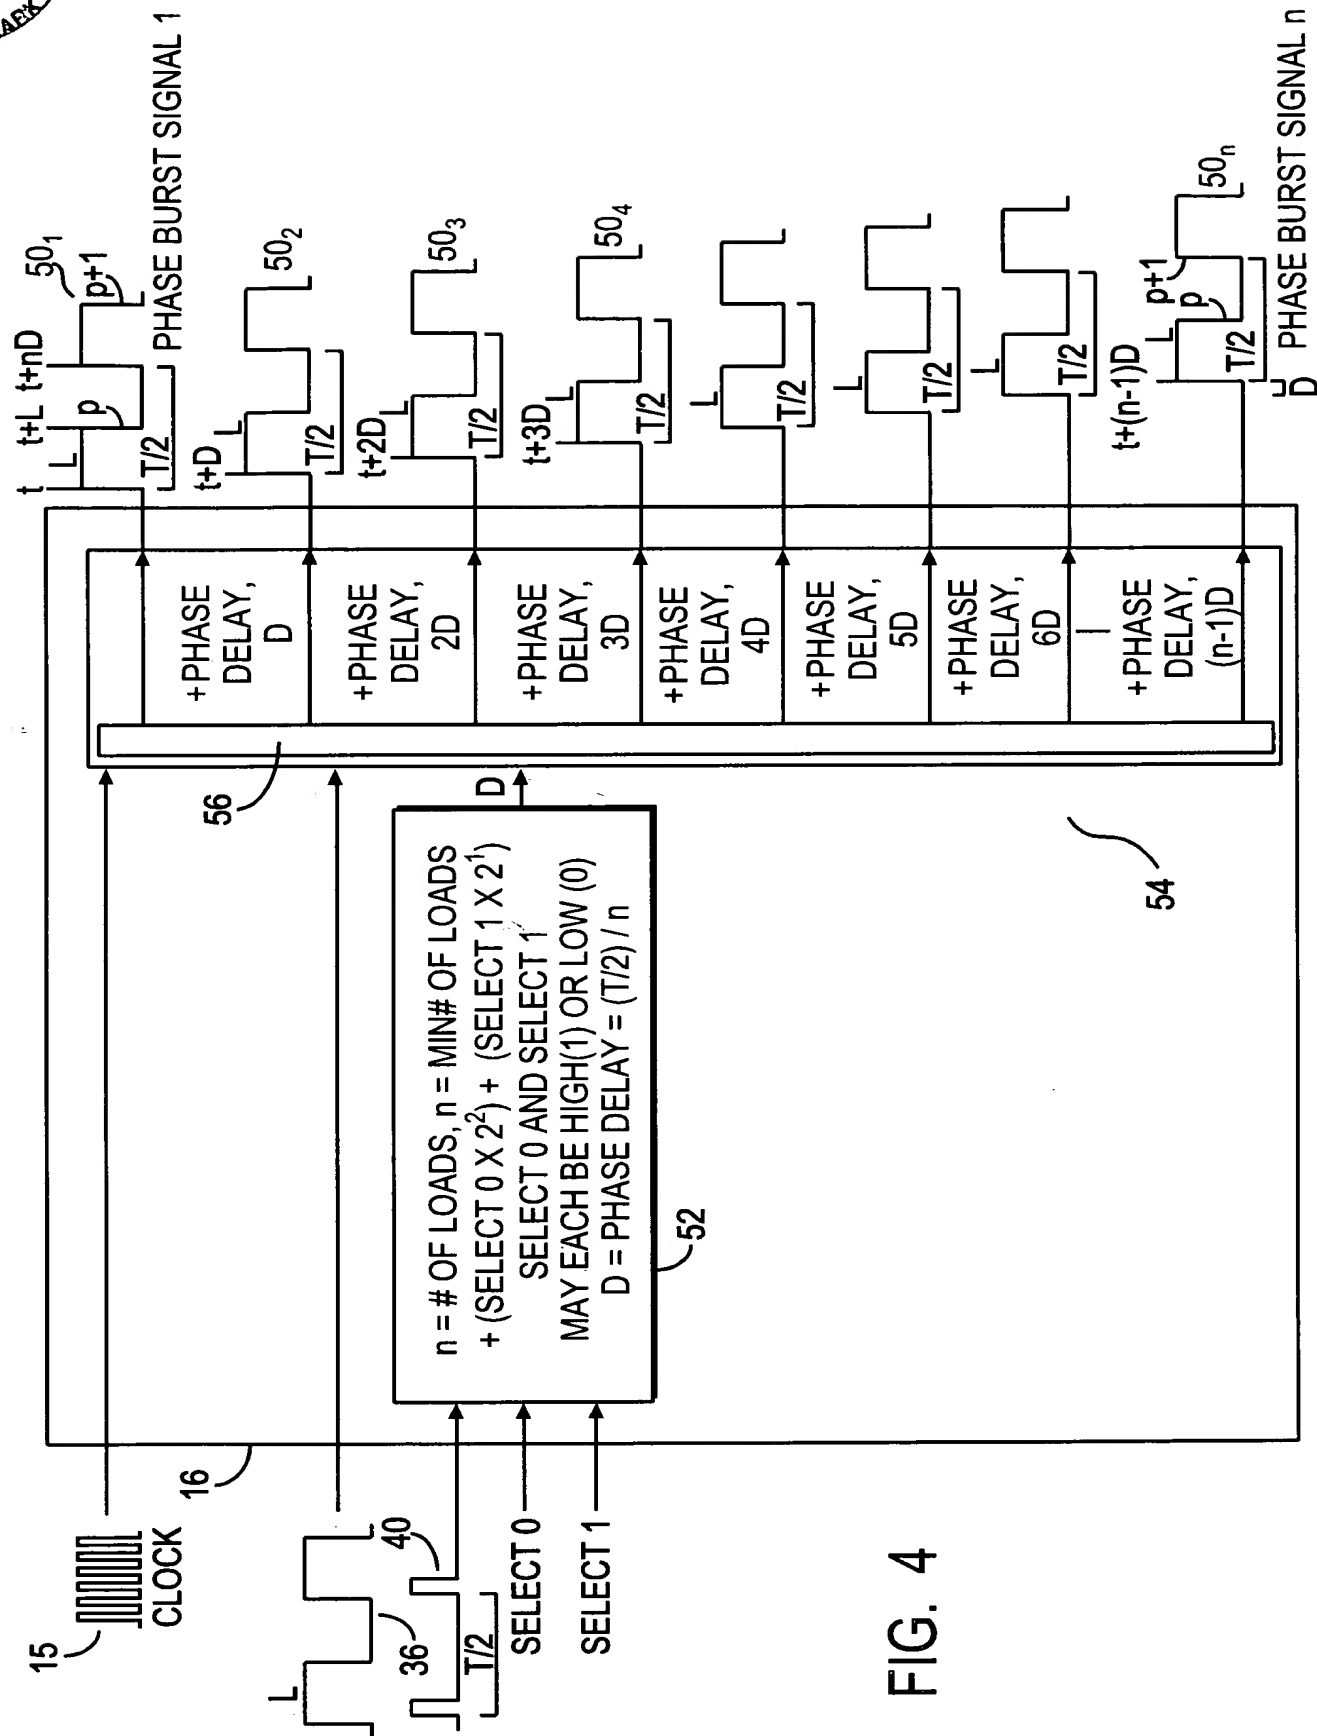 15
CLOCK
L
36
40
T/2
SELECT 0
SELECT 1
16
n = # OF LOADS, n = MIN# OF LOADS
+ (SELECT 0 X 2²) + (SELECT 1 X 2¹)
SELECT 0 AND SELECT 1
MAY EACH BE HIGH(1) OR LOW (0)
D = PHASE DELAY = (T/2) / n
52
D
56
54
+PHASE
DELAY,
D
+PHASE
DELAY,
2D
+PHASE
DELAY,
3D
+PHASE
DELAY,
4D
+PHASE
DELAY,
5D
+PHASE
DELAY,
6D
+PHASE
DELAY,
(n-1)D
t t+L t+nD
50₁
L
p
p+1
T/2
PHASE BURST SIGNAL 1
t+D
L
50₂
T/2
t+2D
L
50₃
T/2
t+3D
L
50₄
T/2
L
T/2
L
T/2
L
T/2
t+(n-1)D
L
p
p+1
50ₙ
T/2
D
PHASE BURST SIGNAL n
FIG. 4